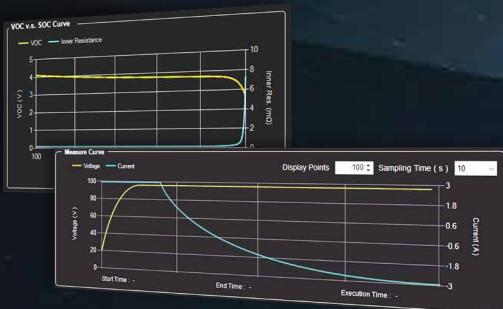 VOC v.s. SOC Curve
VOC Inner Resistance
5
4
3
2
1
0
VOC ( V )
100
10
8
6
4
2
0
Inner Res. (mΩ)
Measure Curve
Voltage Current
Display Points 100 Sampling Time ( s ) 10
100
80
60
40
20
0
Voltage ( V )
3
1.8
0.6
-0.6
-1.8
-3
Current ( A )
Start Time : - End Time : - Execution Time : -